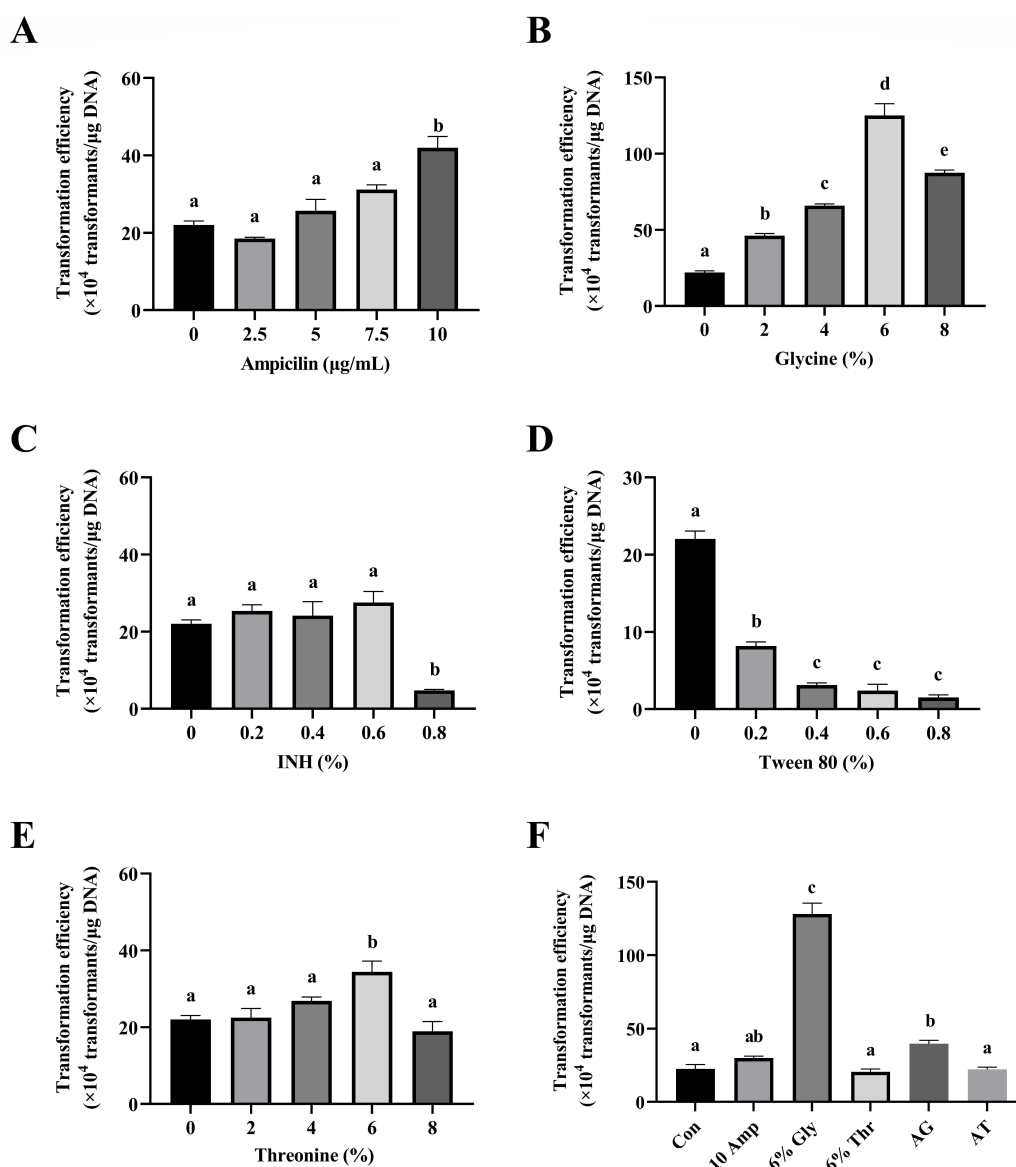 A
Transformation efficiency
(×10⁴ transformants/μg DNA)
60
40
20
0
a
a
a
a
b
0 2.5 5 7.5 10
Ampicilin (μg/mL)
B
Transformation efficiency
(×10⁴ transformants/μg DNA)
150
100
50
0
a
b
c
d
e
0 2 4 6 8
Glycine (%)
C
Transformation efficiency
(×10⁴ transformants/μg DNA)
60
40
20
0
a
a
a
a
b
0 0.2 0.4 0.6 0.8
INH (%)
D
Transformation efficiency
(×10⁴ transformants/μg DNA)
30
20
10
0
a
b
c
c
c
0 0.2 0.4 0.6 0.8
Tween 80 (%)
E
Transformation efficiency
(×10⁴ transformants/μg DNA)
60
40
20
0
a
a
a
b
a
0 2 4 6 8
Threonine (%)
F
Transformation efficiency
(×10⁴ transformants/μg DNA)
150
100
50
0
a
ab
c
a
b
a
Con
10 Amp
6% Gly
6% Thr
AG
AT